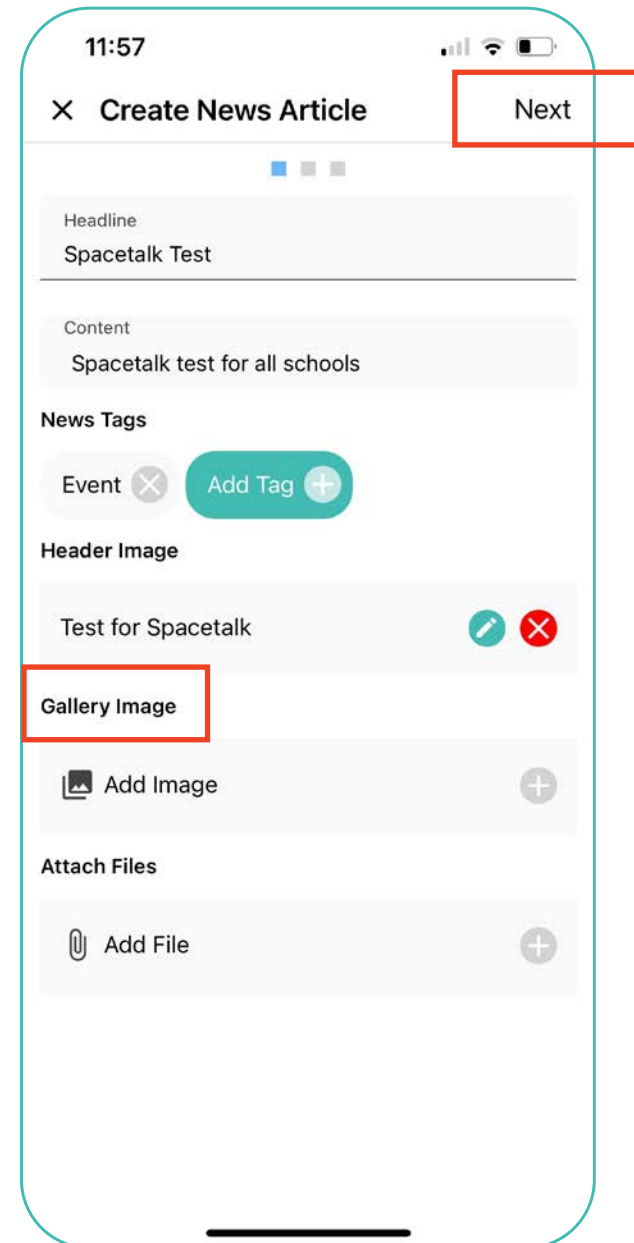 11:57
Create News Article
Next
Headline
Spacetalk Test
Content
Spacetalk test for all schools
News Tags
Event
Add Tag
Header Image
Test for Spacetalk
Gallery Image
Add Image
Attach Files
Add File